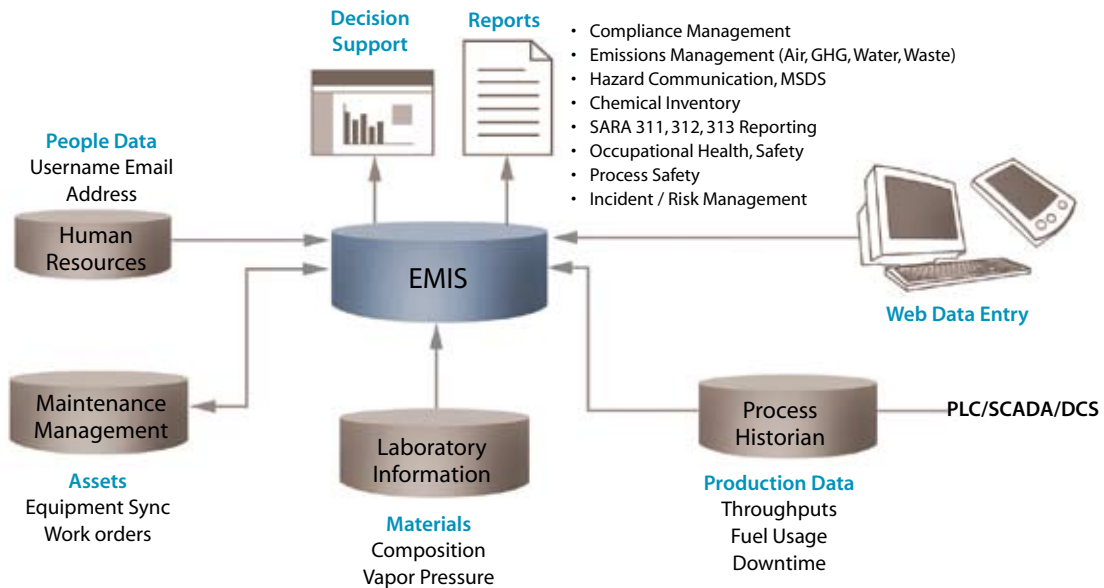 Decision
Support
Reports
• Compliance Management
• Emissions Management (Air, GHG, Water, Waste)
• Hazard Communication, MSDS
• Chemical Inventory
• SARA 311, 312, 313 Reporting
• Occupational Health, Safety
• Process Safety
• Incident / Risk Management
People Data
Username Email
Address
Human
Resources
EMIS
Web Data Entry
Maintenance
Management
Assets
Equipment Sync
Work orders
Laboratory
Information
Materials
Composition
Vapor Pressure
Process
Historian
PLC/SCADA/DCS
Production Data
Throughputs
Fuel Usage
Downtime